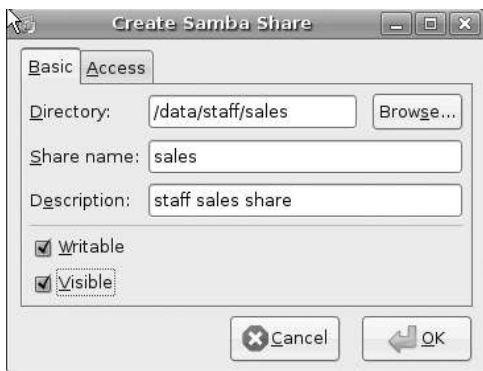 Create Samba Share
Basic Access
Directory: /data/staff/sales Browse...
Share name: sales
Description: staff sales share
Writable
Visible
Cancel OK